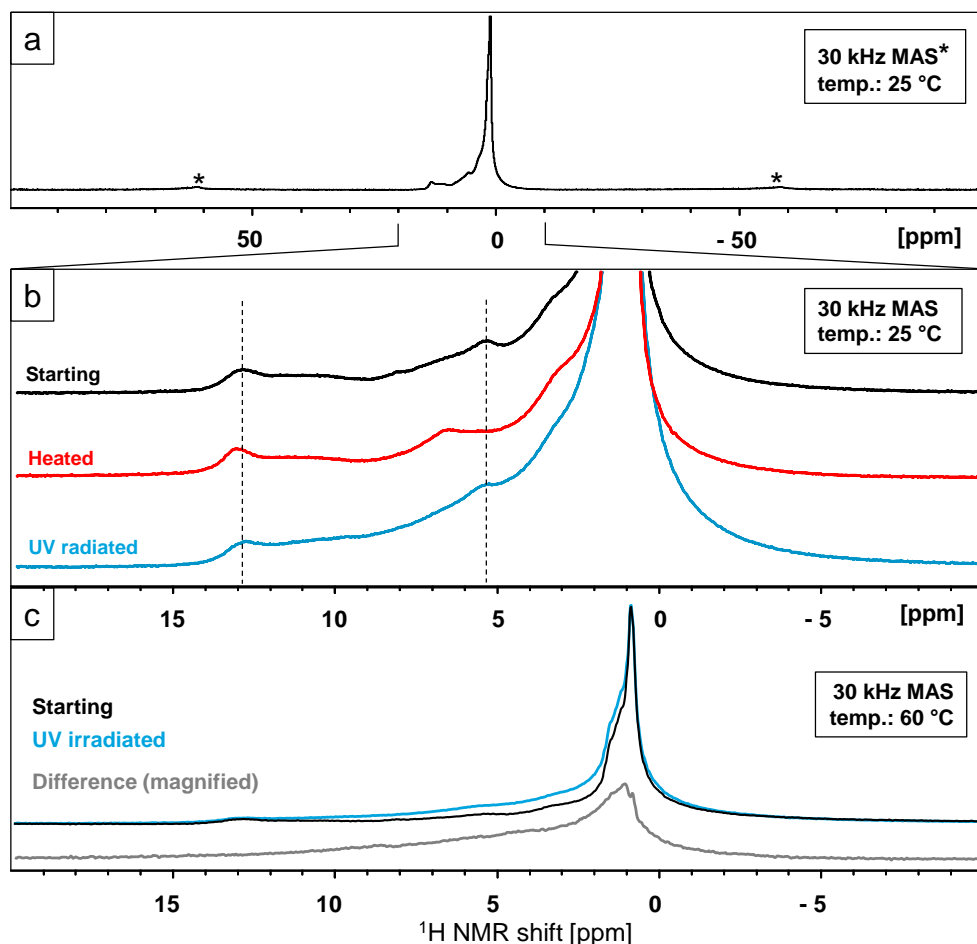 a
30 kHz MAS*
temp.: 25 °C
* *
50 0 - 50 [ppm]
b
30 kHz MAS
temp.: 25 °C
Starting
Heated
UV radiated
15 10 5 0 - 5 [ppm]
c
30 kHz MAS
temp.: 60 °C
Starting
UV irradiated
Difference (magnified)
15 10 5 0 - 5
¹H NMR shift [ppm]